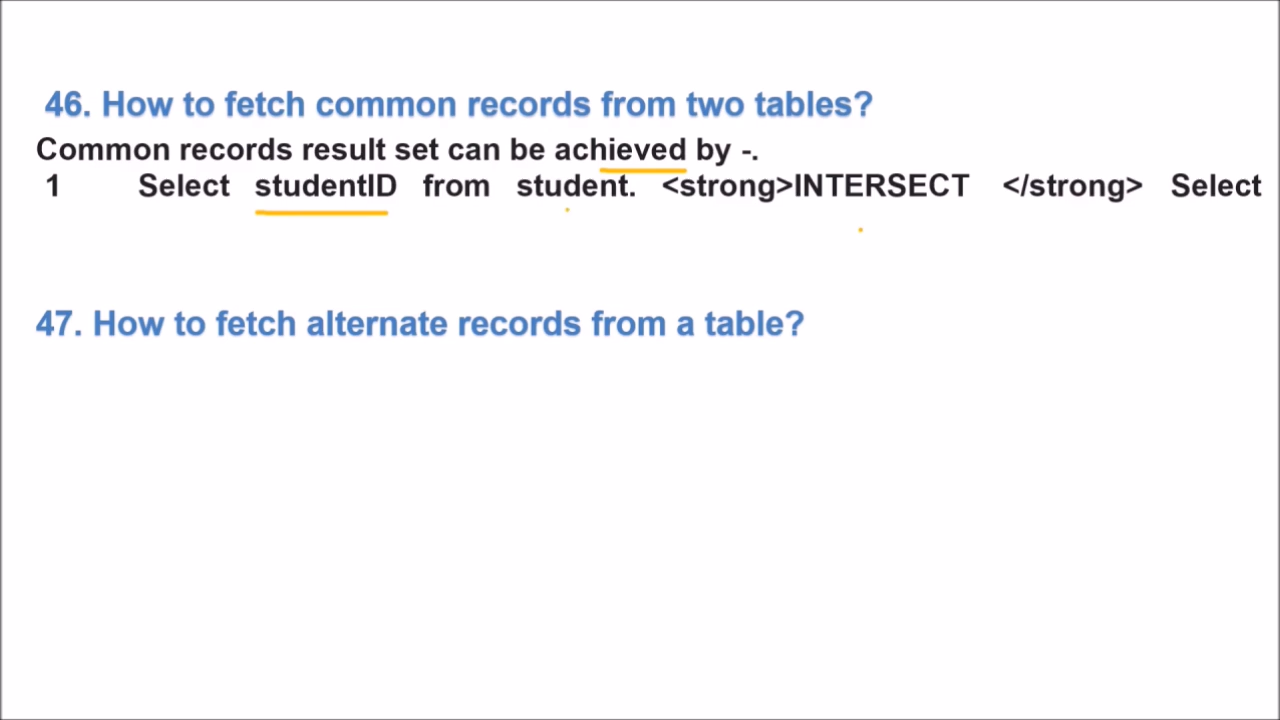 46. How to fetch common records from two tables?
Common records result set can be achieved by -.
1 Select studentID from student. <strong>INTERSECT </strong> Select
47. How to fetch alternate records from a table?